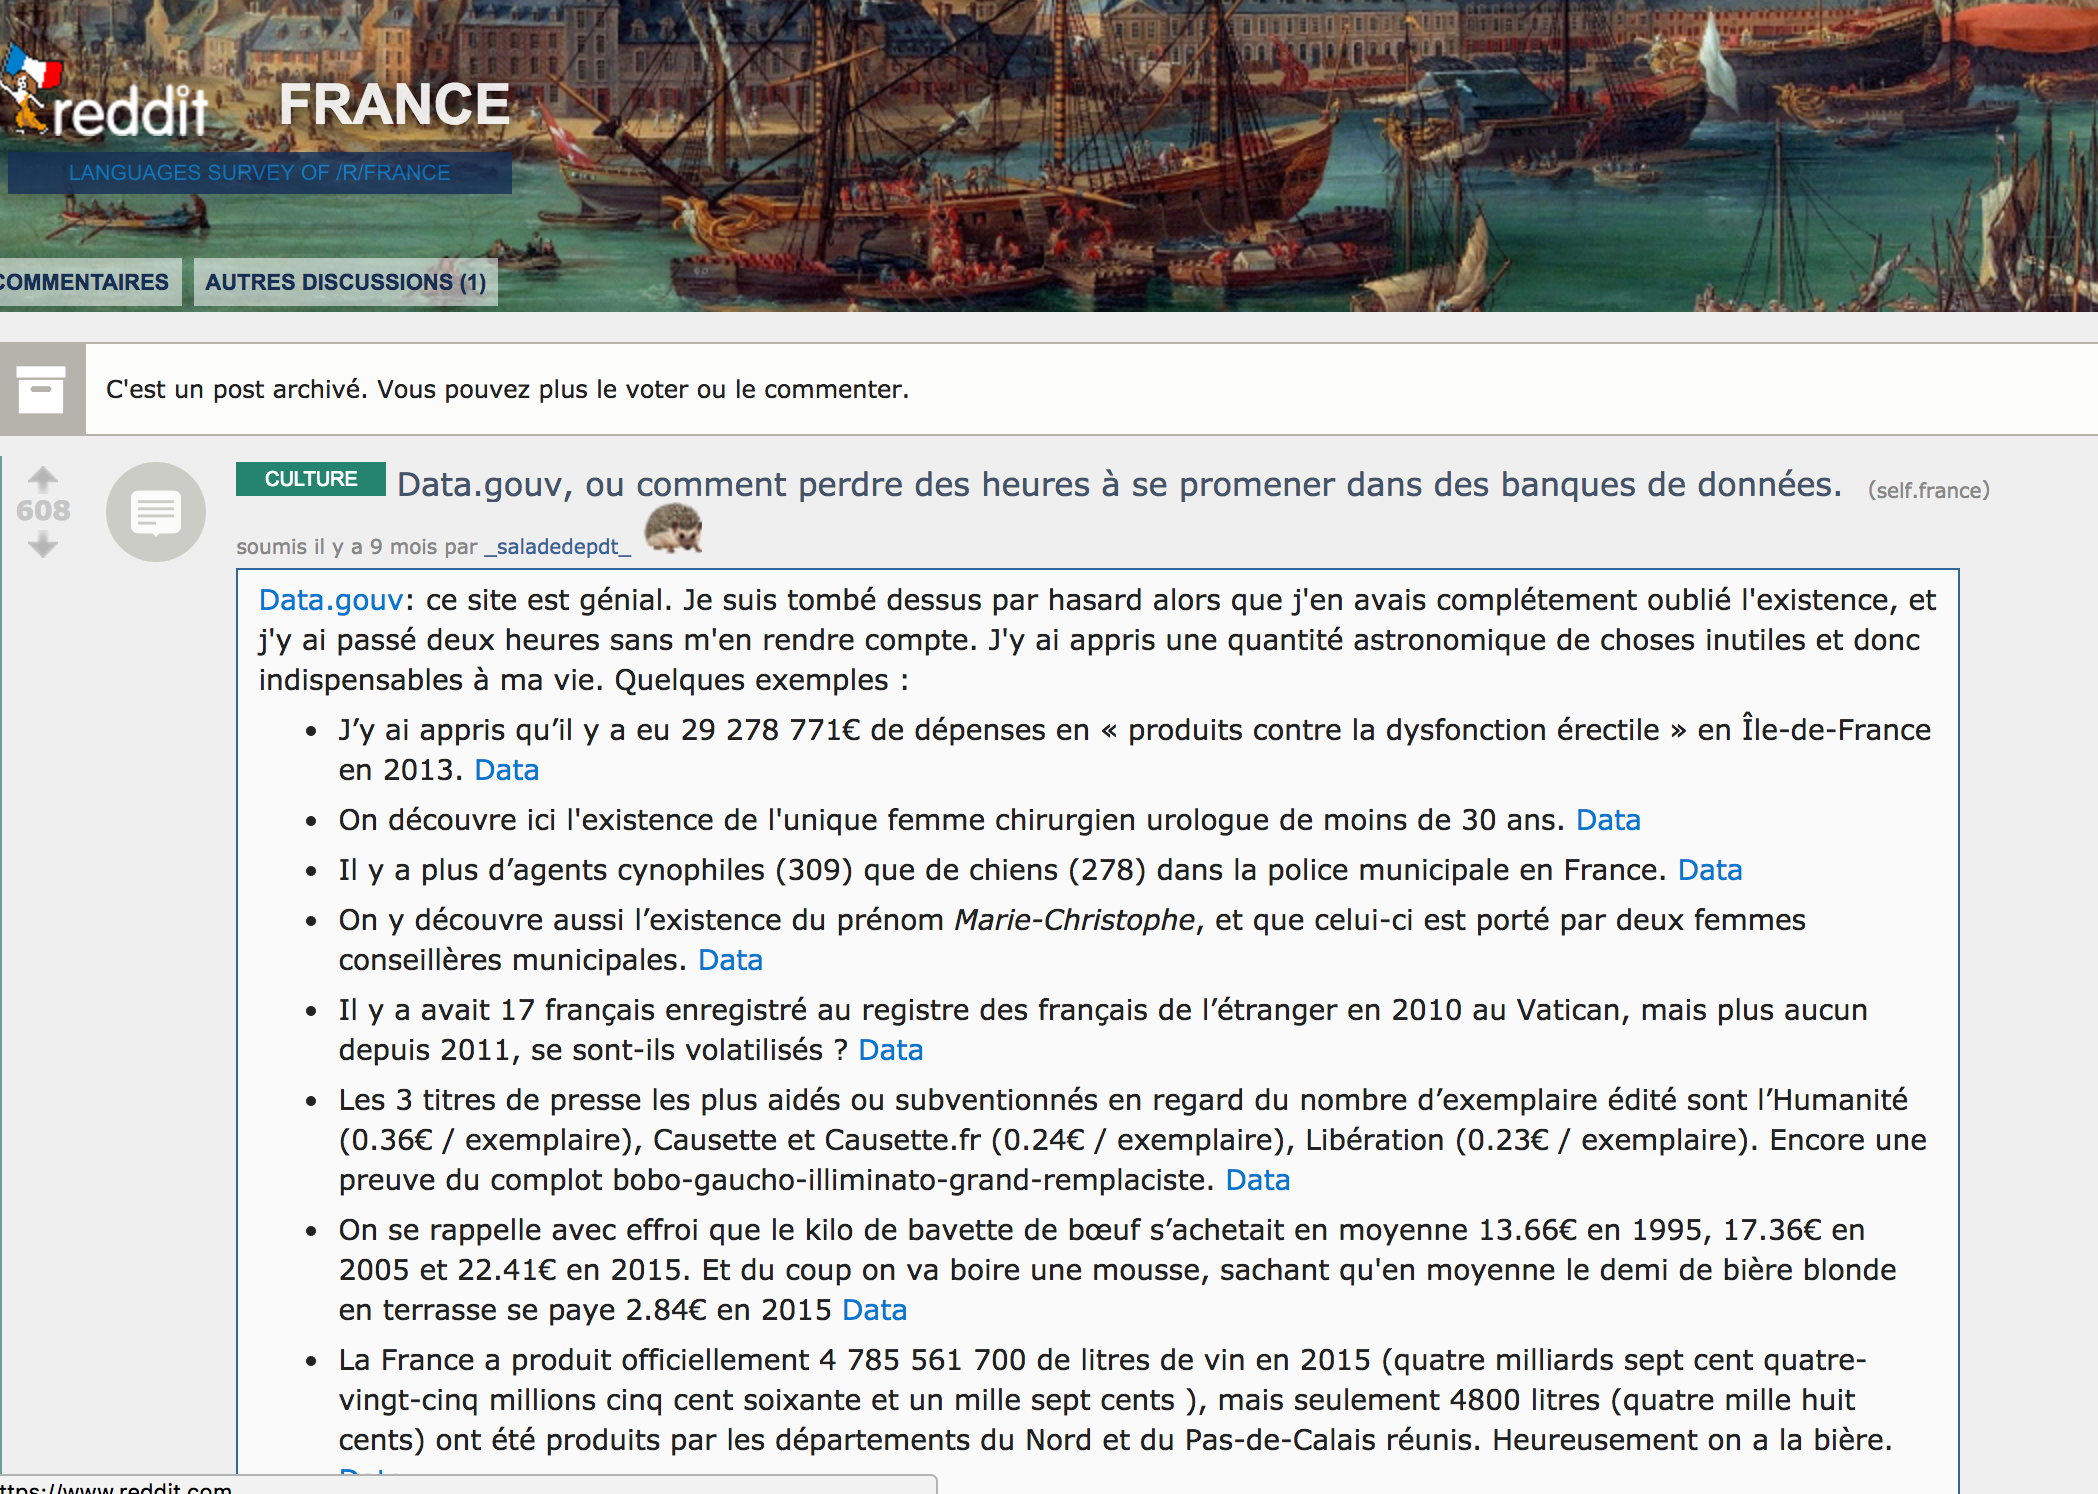 reddit FRANCE
LANGUAGES SURVEY OF /R/FRANCE
COMMENTAIRES AUTRES DISCUSSIONS (1)
C'est un post archivé. Vous pouvez plus le voter ou le commenter.
CULTURE Data.gouv, ou comment perdre des heures à se promener dans des banques de données. (self.france)
608
soumis il y a 9 mois par _saladedepdt_
Data.gouv: ce site est génial. Je suis tombé dessus par hasard alors que j'en avais complétement oublié l'existence, et
j'y ai passé deux heures sans m'en rendre compte. J'y ai appris une quantité astronomique de choses inutiles et donc
indispensables à ma vie. Quelques exemples :
• J’y ai appris qu’il y a eu 29 278 771€ de dépenses en « produits contre la dysfonction érectile » en Île-de-France
en 2013. Data
• On découvre ici l'existence de l'unique femme chirurgien urologue de moins de 30 ans. Data
• Il y a plus d’agents cynophiles (309) que de chiens (278) dans la police municipale en France. Data
• On y découvre aussi l’existence du prénom Marie-Christophe, et que celui-ci est porté par deux femmes
conseillères municipales. Data
• Il y a avait 17 français enregistré au registre des français de l’étranger en 2010 au Vatican, mais plus aucun
depuis 2011, se sont-ils volatilisés ? Data
• Les 3 titres de presse les plus aidés ou subventionnés en regard du nombre d’exemplaire édité sont l’Humanité
(0.36€ / exemplaire), Causette et Causette.fr (0.24€ / exemplaire), Libération (0.23€ / exemplaire). Encore une
preuve du complot bobo-gaucho-illiminato-grand-remplaciste. Data
• On se rappelle avec effroi que le kilo de bavette de bœuf s’achetait en moyenne 13.66€ en 1995, 17.36€ en
2005 et 22.41€ en 2015. Et du coup on va boire une mousse, sachant qu'en moyenne le demi de bière blonde
en terrasse se paye 2.84€ en 2015 Data
• La France a produit officiellement 4 785 561 700 de litres de vin en 2015 (quatre milliards sept cent quatre-
vingt-cinq millions cinq cent soixante et un mille sept cents ), mais seulement 4800 litres (quatre mille huit
cents) ont été produits par les départements du Nord et du Pas-de-Calais réunis. Heureusement on a la bière.
Data
ttps://www.reddit.com